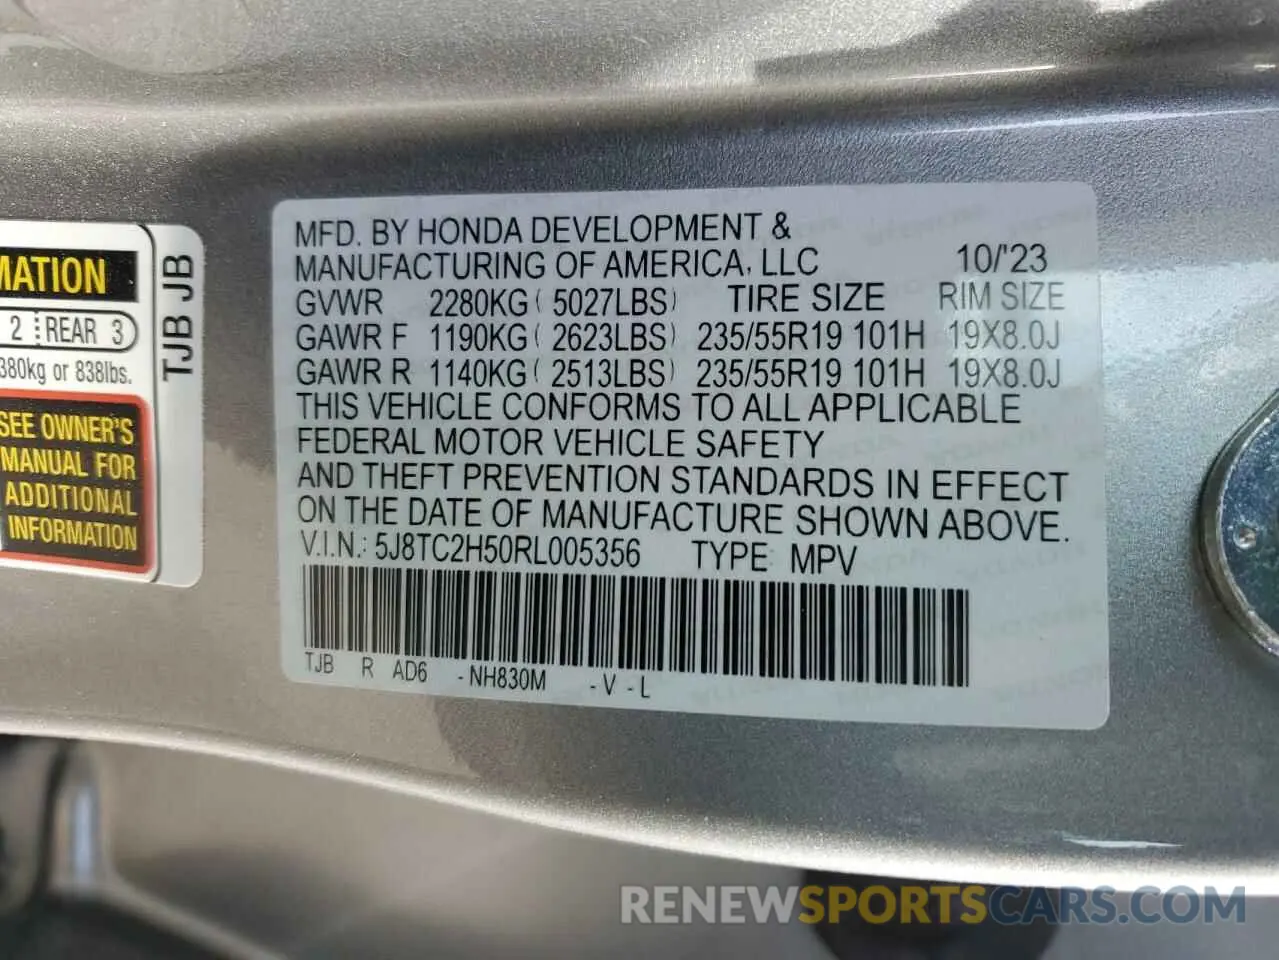 MATION
2 REAR 3
380kg or 838lbs.
SEE OWNER'S
MANUAL FOR
ADDITIONAL
INFORMATION
TJB JB
MFD. BY HONDA DEVELOPMENT &
MANUFACTURING OF AMERICA, LLC 10/'23
GVWR 2280KG ( 5027LBS) TIRE SIZE RIM SIZE
GAWR F 1190KG ( 2623LBS) 235/55R19 101H 19X8.0J
GAWR R 1140KG ( 2513LBS) 235/55R19 101H 19X8.0J
THIS VEHICLE CONFORMS TO ALL APPLICABLE
FEDERAL MOTOR VEHICLE SAFETY
AND THEFT PREVENTION STANDARDS IN EFFECT
ON THE DATE OF MANUFACTURE SHOWN ABOVE.
V.I.N.: 5J8TC2H50RL005356 TYPE: MPV
TJB R AD6 -NH830M -V-L
RENEWSPORTSCARS.COM